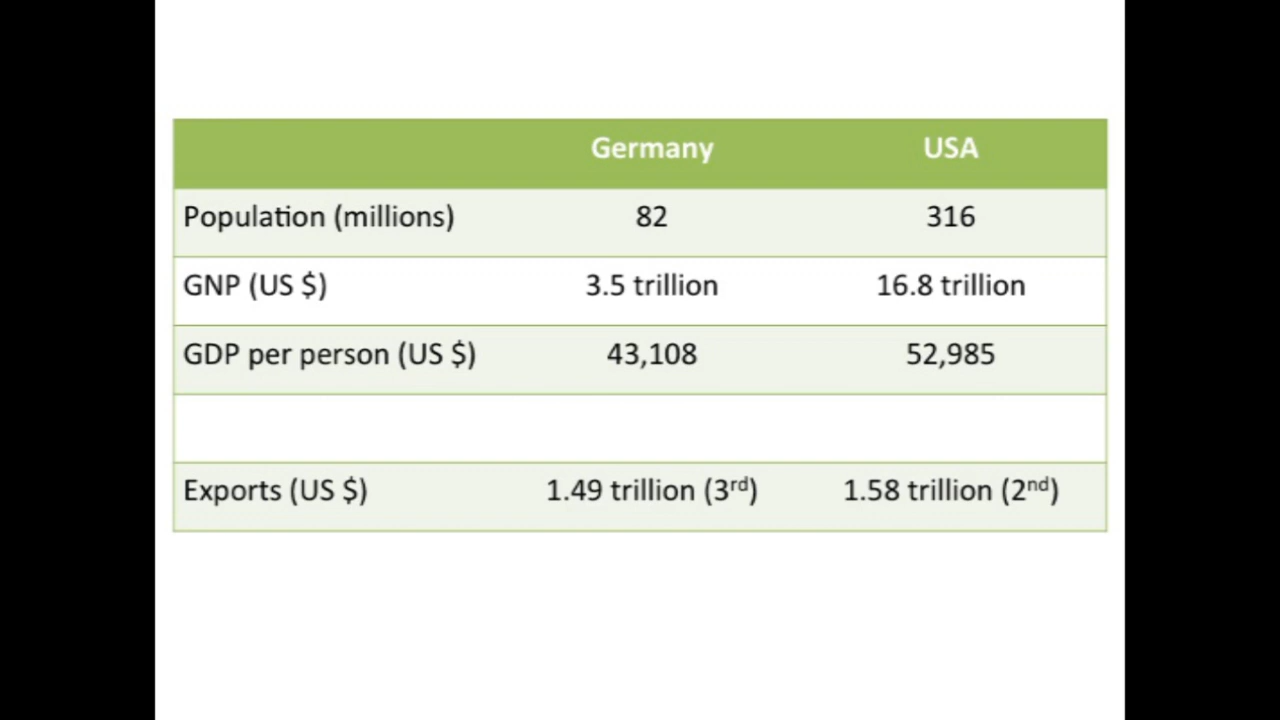 Germany USA
Population (millions) 82 316
GNP (US $) 3.5 trillion 16.8 trillion
GDP per person (US $) 43,108 52,985
Exports (US $) 1.49 trillion (3rd) 1.58 trillion (2nd)